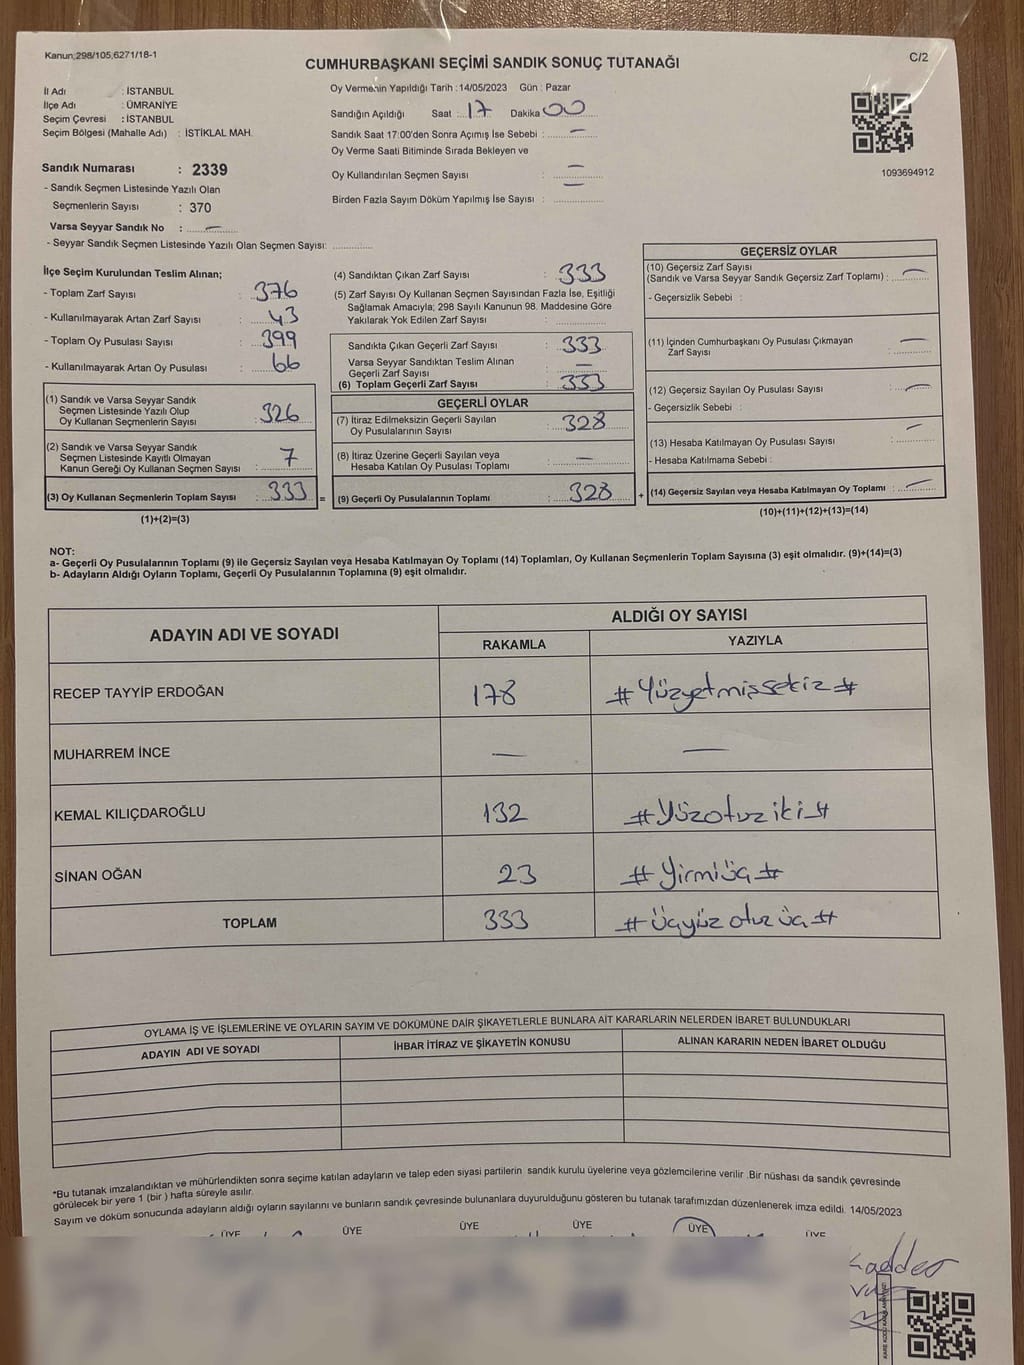 Kanun:298/105,6271/18-1
C/2
CUMHURBAŞKANI SEÇİMİ SANDIK SONUÇ TUTANAĞI
İl Adı : İSTANBUL
İlçe Adı : ÜMRANİYE
Seçim Çevresi : İSTANBUL
Seçim Bölgesi (Mahalle Adı) : İSTİKLAL MAH.
Sandık Numarası : 2339
- Sandık Seçmen Listesinde Yazılı Olan
Seçmenlerin Sayısı : 370
Varsa Seyyar Sandık No : —
- Seyyar Sandık Seçmen Listesinde Yazılı Olan Seçmen Sayısı: ............
Oy Vermenin Yapıldığı Tarih : 14/05/2023 Gün : Pazar
Sandığın Açıldığı Saat : 17 Dakika 00
Sandık Saat 17:00'den Sonra Açımış İse Sebebi : —
Oy Verme Saati Bitiminde Sırada Bekleyen ve
Oy Kullandırılan Seçmen Sayısı : —
Birden Fazla Sayım Döküm Yapılmış İse Sayısı : —
1093694912
İlçe Seçim Kurulundan Teslim Alınan;
- Toplam Zarf Sayısı : 376
- Kullanılmayarak Artan Zarf Sayısı : 43
- Toplam Oy Pusulası Sayısı : 399
- Kullanılmayarak Artan Oy Pusulası : 66
(1) Sandık ve Varsa Seyyar Sandık
Seçmen Listesinde Yazılı Olup
Oy Kullanan Seçmenlerin Sayısı : 326
(2) Sandık ve Varsa Seyyar Sandık
Seçmen Listesinde Kayıtlı Olmayan
Kanun Gereği Oy Kullanan Seçmen Sayısı : 7
(3) Oy Kullanan Seçmenlerin Toplam Sayısı : 333 =
(1)+(2)=(3)
(4) Sandıktan Çıkan Zarf Sayısı : 333
(5) Zarf Sayısı Oy Kullanan Seçmen Sayısından Fazla İse, Eşitliği
Sağlamak Amacıyla; 298 Sayılı Kanunun 98. Maddesine Göre
Yakılarak Yok Edilen Zarf Sayısı : ............
Sandıkta Çıkan Geçerli Zarf Sayısı : 333
Varsa Seyyar Sandıktan Teslim Alınan
Geçerli Zarf Sayısı : —
(6) Toplam Geçerli Zarf Sayısı : 333
GEÇERLİ OYLAR
(7) İtiraz Edilmeksizin Geçerli Sayılan
Oy Pusulalarının Sayısı : 328
(8) İtiraz Üzerine Geçerli Sayılan veya
Hesaba Katılan Oy Pusulası Toplamı : —
(9) Geçerli Oy Pusulalarının Toplamı : 328 +
GEÇERSİZ OYLAR
(10) Geçersiz Zarf Sayısı
(Sandık ve Varsa Seyyar Sandık Geçersiz Zarf Toplamı) : —
- Geçersizlik Sebebi :
(11) İçinden Cumhurbaşkanı Oy Pusulası Çıkmayan
Zarf Sayısı : —
(12) Geçersiz Sayılan Oy Pusulası Sayısı : —
- Geçersizlik Sebebi :
(13) Hesaba Katılmayan Oy Pusulası Sayısı : —
- Hesaba Katılmama Sebebi :
(14) Geçersiz Sayılan veya Hesaba Katılmayan Oy Toplamı : —
(10)+(11)+(12)+(13)=(14)
NOT:
a- Geçerli Oy Pusulalarının Toplamı (9) ile Geçersiz Sayılan veya Hesaba Katılmayan Oy Toplamı (14) Toplamları, Oy Kullanan Seçmenlerin Toplam Sayısına (3) eşit olmalıdır. (9)+(14)=(3)
b- Adayların Aldığı Oyların Toplamı, Geçerli Oy Pusulalarının Toplamına (9) eşit olmalıdır.
ADAYIN ADI VE SOYADI
ALDIĞI OY SAYISI
RAKAMLA YAZIYLA
RECEP TAYYİP ERDOĞAN 178 #Yüzyetmişsekiz#
MUHARREM İNCE — —
KEMAL KILIÇDAROĞLU 132 #Yüzotuziki#
SİNAN OĞAN 23 #Yirmiüç#
TOPLAM 333 #Üçyüzotuzüç#
OYLAMA İŞ VE İŞLEMLERİNE VE OYLARIN SAYIM VE DÖKÜMÜNE DAİR ŞİKAYETLERLE BUNLARA AİT KARARLARIN NELERDEN İBARET BULUNDUKLARI
ADAYIN ADI VE SOYADI İHBAR İTİRAZ VE ŞİKAYETİN KONUSU ALINAN KARARIN NEDEN İBARET OLDUĞU
*Bu tutanak imzalandıktan ve mühürlendikten sonra seçime katılan adayların ve talep eden siyasi partilerin sandık kurulu üyelerine veya gözlemcilerine verilir .Bir nüshası da sandık çevresinde
görülecek bir yere 1 (bir ) hafta süreyle asılır.
Sayım ve döküm sonucunda adayların aldığı oyların sayılarını ve bunların sandık çevresinde bulunanlara duyurulduğunu gösteren bu tutanak tarafımızdan düzenlenerek imza edildi. 14/05/2023
ÜYE ÜYE ÜYE ÜYE ÜYE ÜYE